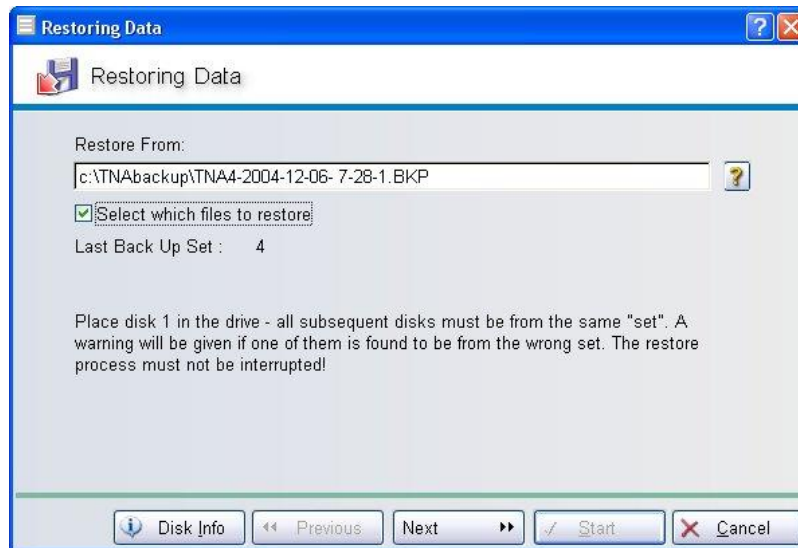 Restoring Data
Restoring Data
Restore From:
c:\TNAbackup\TNA4-2004-12-06- 7-28-1.BKP
Select which files to restore
Last Back Up Set : 4
Place disk 1 in the drive - all subsequent disks must be from the same "set". A
warning will be given if one of them is found to be from the wrong set. The restore
process must not be interrupted!
Disk Info Previous Next Start Cancel